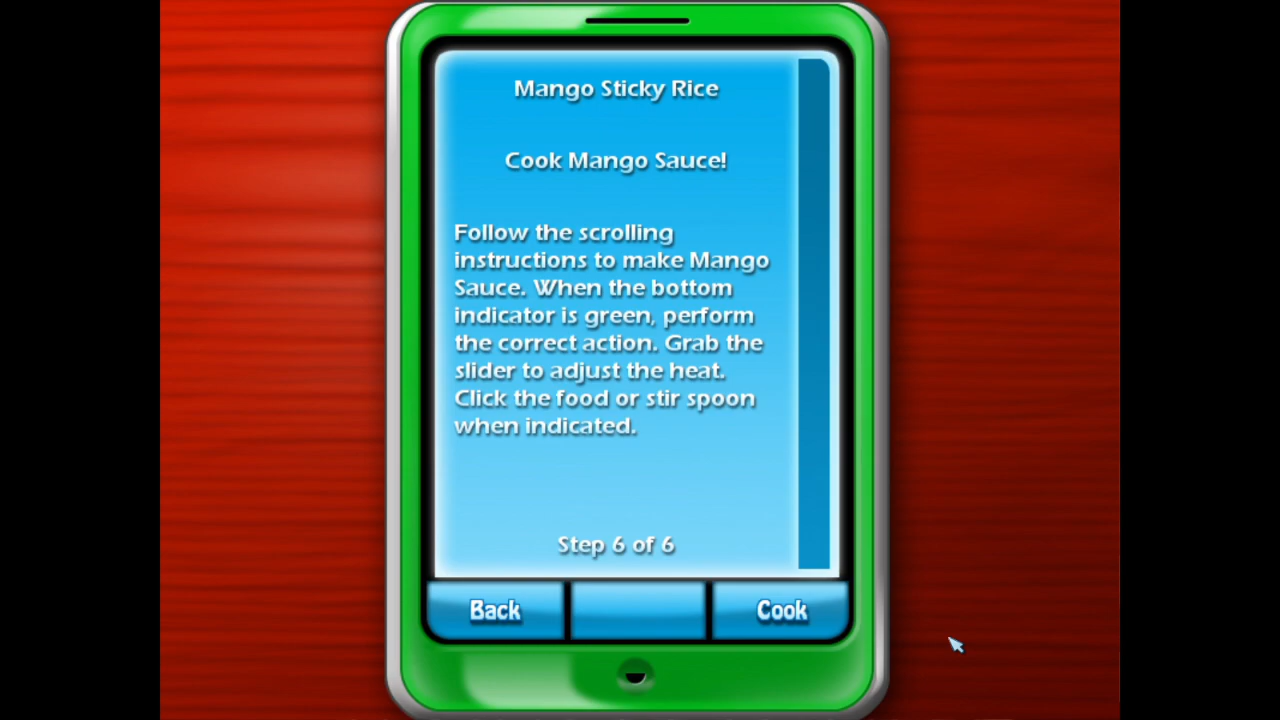 Mango Sticky Rice
Cook Mango Sauce!
Follow the scrolling
instructions to make Mango
Sauce. When the bottom
indicator is green, perform
the correct action. Grab the
slider to adjust the heat.
Click the food or stir spoon
when indicated.
Step 6 of 6
Back
Cook